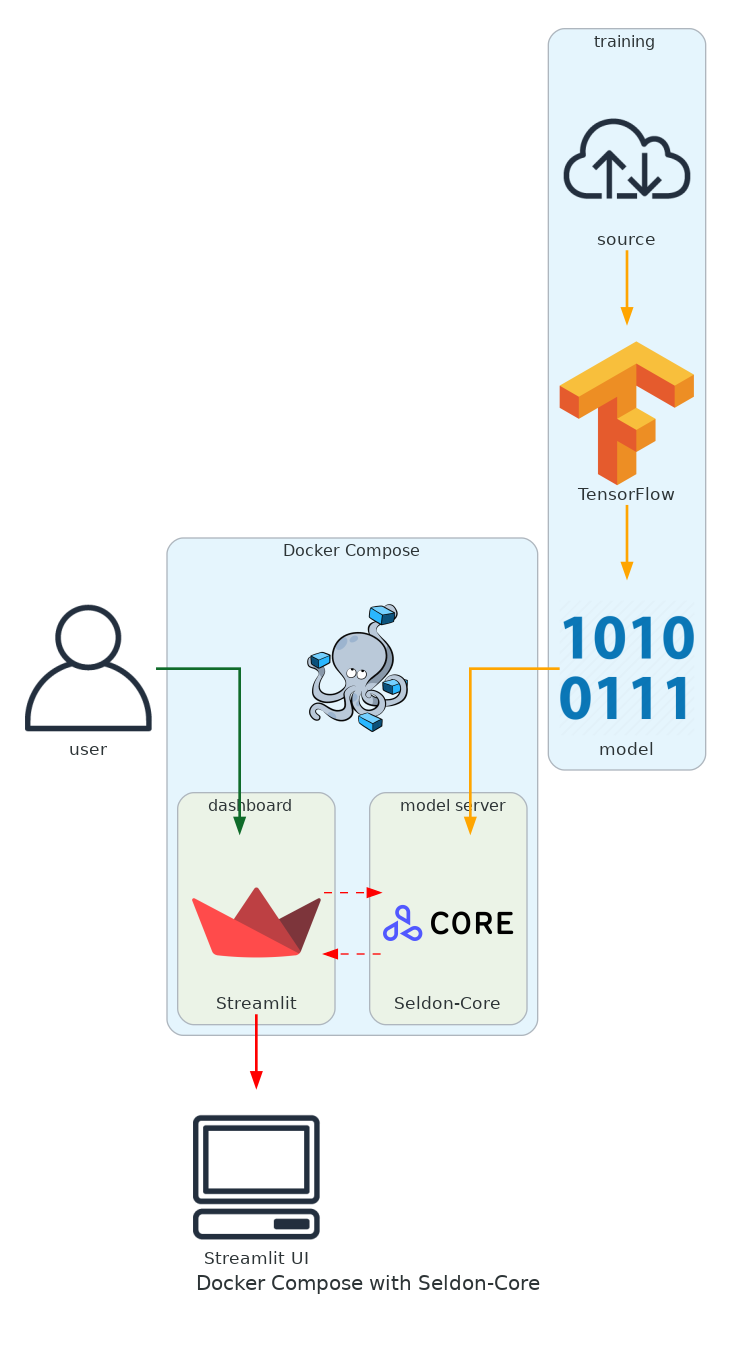 training
source
TensorFlow
Docker Compose
1010
0111
user
model
dashboard
model server
CORE
Streamlit
Seldon-Core
Streamlit UI
Docker Compose with Seldon-Core